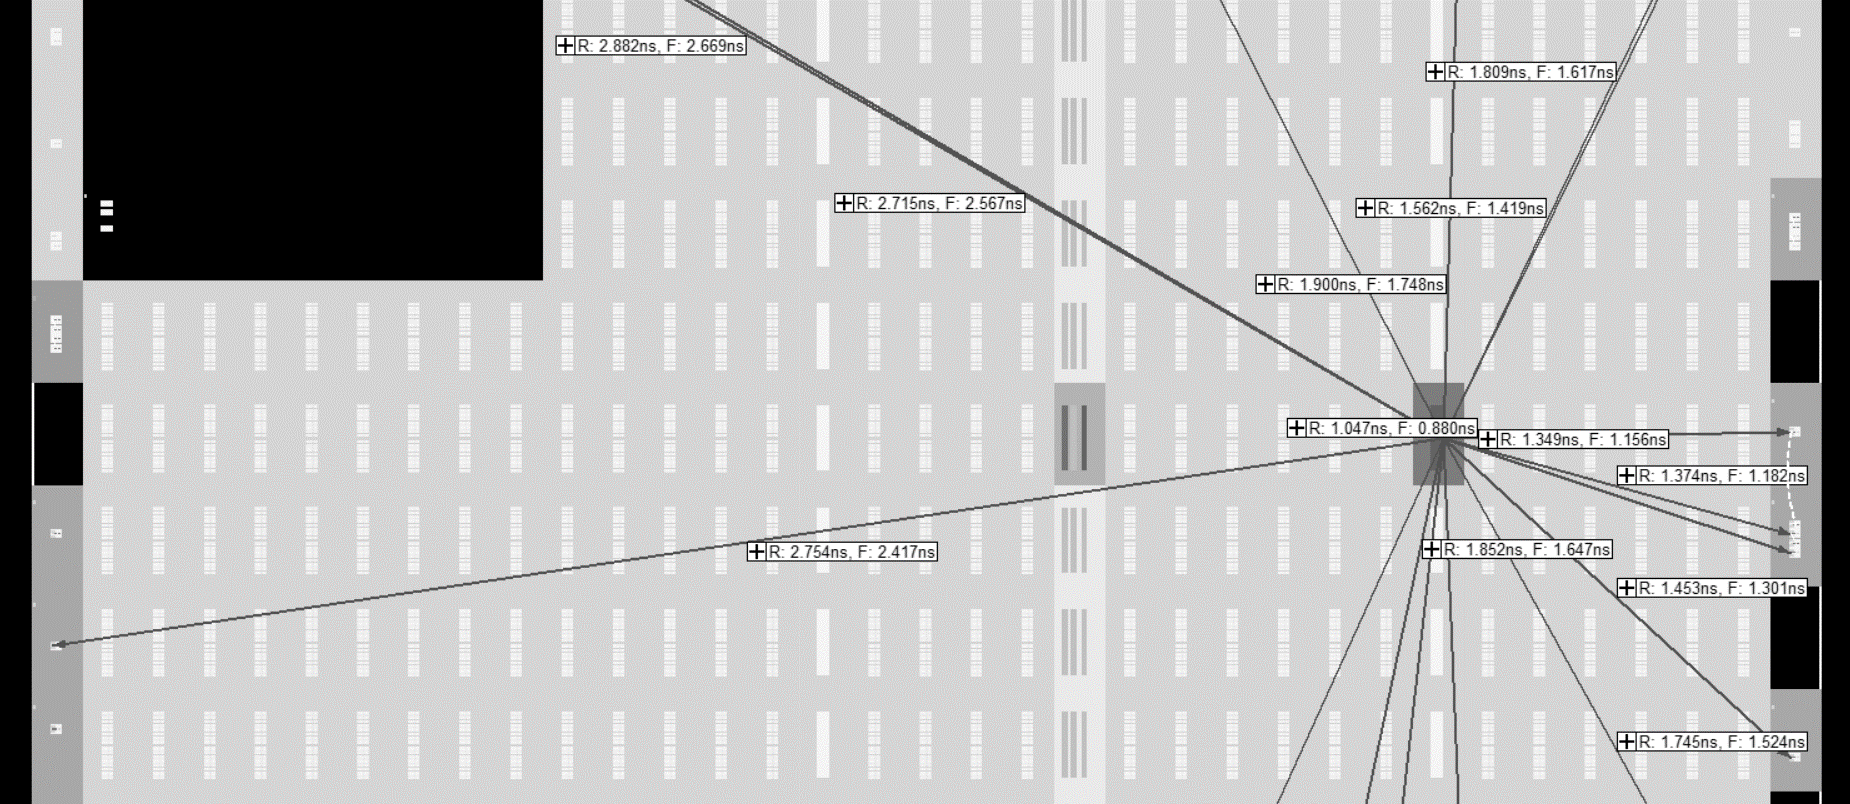 R: 2.882ns, F: 2.669ns
R: 1.809ns, F: 1.617ns
R: 2.715ns, F: 2.567ns
R: 1.562ns, F: 1.419ns
R: 1.900ns, F: 1.748ns
R: 1.047ns, F: 0.880ns
R: 1.349ns, F: 1.156ns
R: 1.374ns, F: 1.182ns
R: 2.754ns, F: 2.417ns
R: 1.852ns, F: 1.647ns
R: 1.453ns, F: 1.301ns
R: 1.745ns, F: 1.524ns